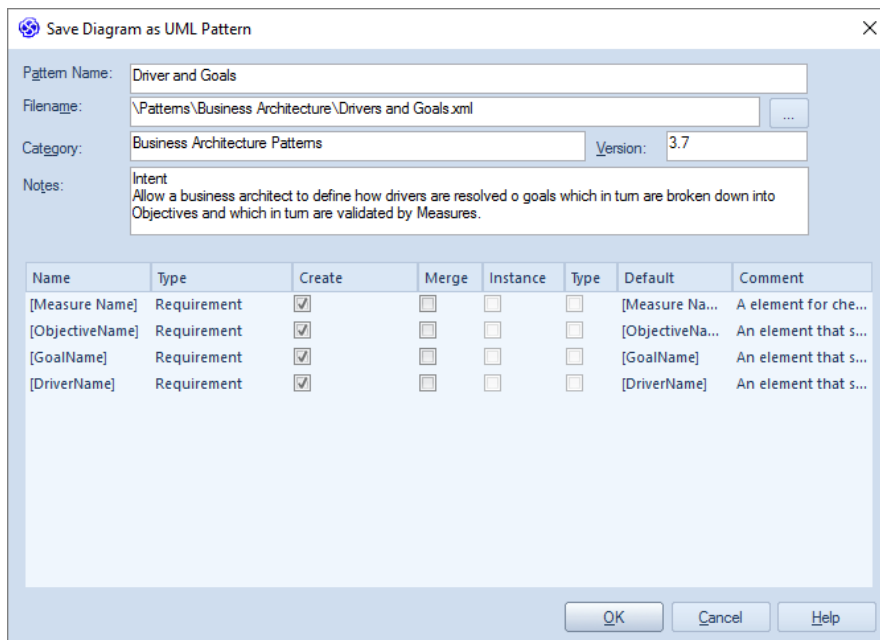 Save Diagram as UML Pattern
Pattern Name: Driver and Goals
Filename: \Patterns\Business Architecture\Drivers and Goals.xml ...
Category: Business Architecture Patterns Version: 3.7
Notes: Intent
Allow a business architect to define how drivers are resolved o goals which in turn are broken down into
Objectives and which in turn are validated by Measures.
Name Type Create Merge Instance Type Default Comment
[Measure Name] Requirement [Measure Na... A element for che...
[ObjectiveName] Requirement [ObjectiveNa... An element that s...
[GoalName] Requirement [GoalName] An element that s...
[DriverName] Requirement [DriverName] An element that s...
OK Cancel Help